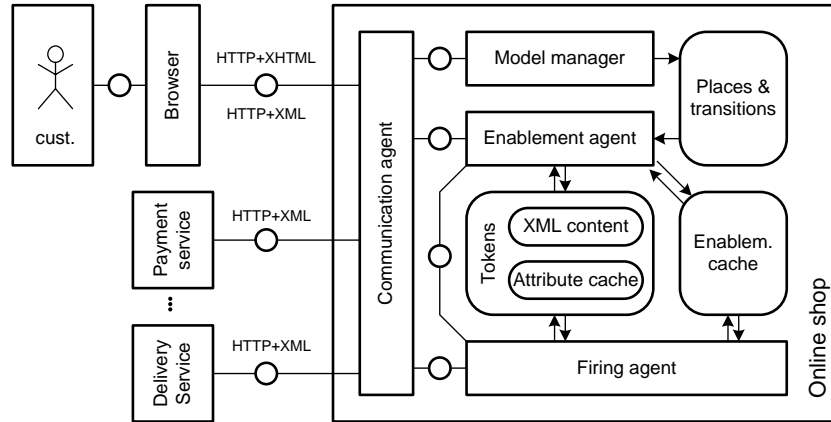 HTTP+XHTML
HTTP+XML
cust.
Browser
Payment
service
...
Delivery
Service
HTTP+XML
HTTP+XML
Communication agent
Model manager
Places &
transitions
Enablement agent
Tokens
XML content
Attribute cache
Enablem.
cache
Firing agent
Online shop